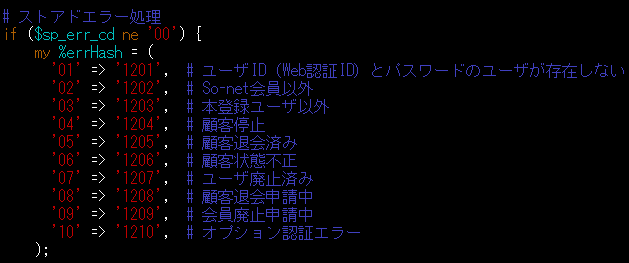 # ストアドエラー処理
if ($sp_err_cd ne '00') {
    my %errHash = (
     '01' => '1201', # ユーザID (Web認証ID) とパスワードのユーザが存在しない
     '02' => '1202', # So-net会員以外
     '03' => '1203', # 本登録ユーザ以外
     '04' => '1204', # 顧客停止
     '05' => '1205', # 顧客退会済み
     '06' => '1206', # 顧客状態不正
     '07' => '1207', # ユーザ廃止済み
     '08' => '1208', # 顧客退会申請中
     '09' => '1209', # 会員廃止申請中
     '10' => '1210', # オプション認証エラー
    );